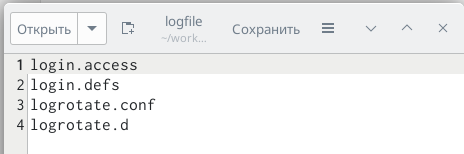 Открыть
logfile
~/work…
Сохранить
1 login.access
2 login.defs
3 logrotate.conf
4 logrotate.d